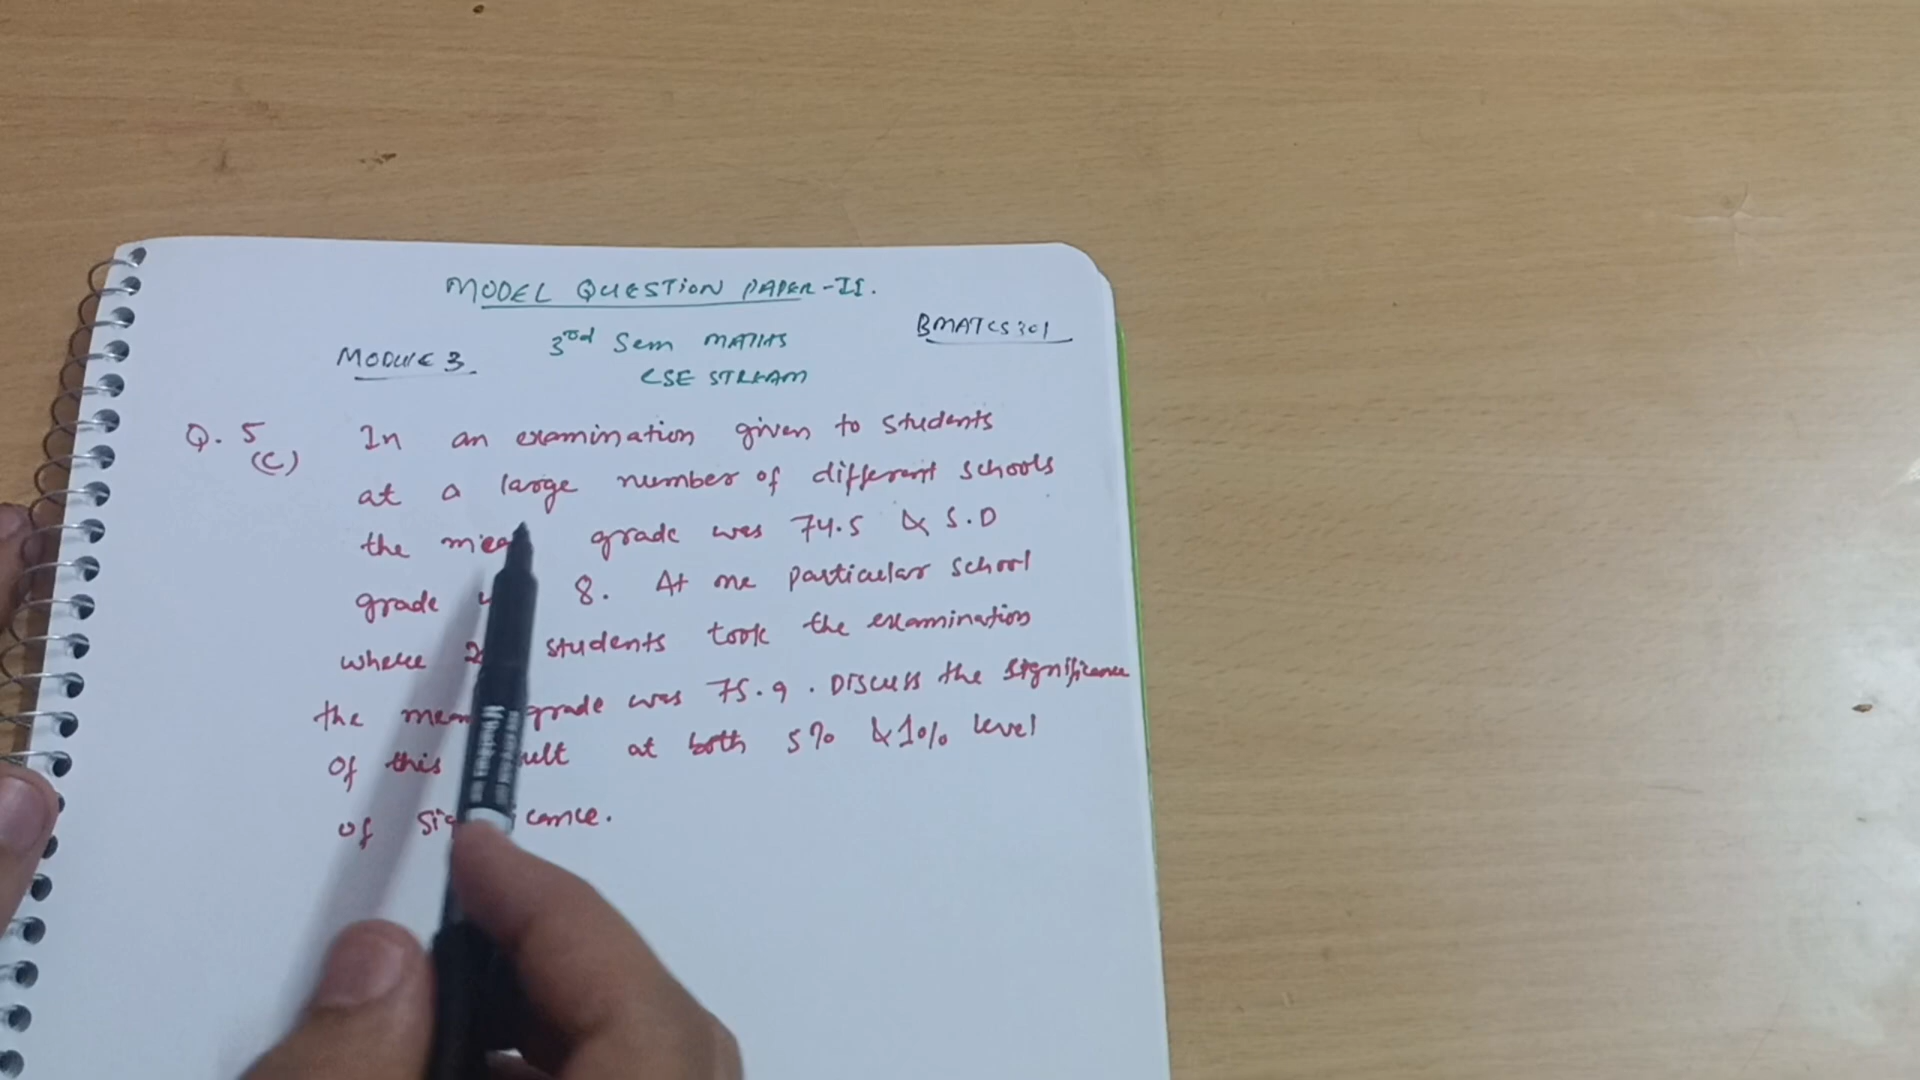 MODEL QUESTION PAPER-II.
3rd Sem MATHS
BMATCS301
MODULE 3
CSE STREAM
Q. 5 (C) In an examination given to students
at a large number of different schools
the mean grade was 74.5 & S.D
grade 8. At one particular school
where students took the examination
the mean grade was 75.9. Discuss the significance
of this at both 5% & 1% level
of